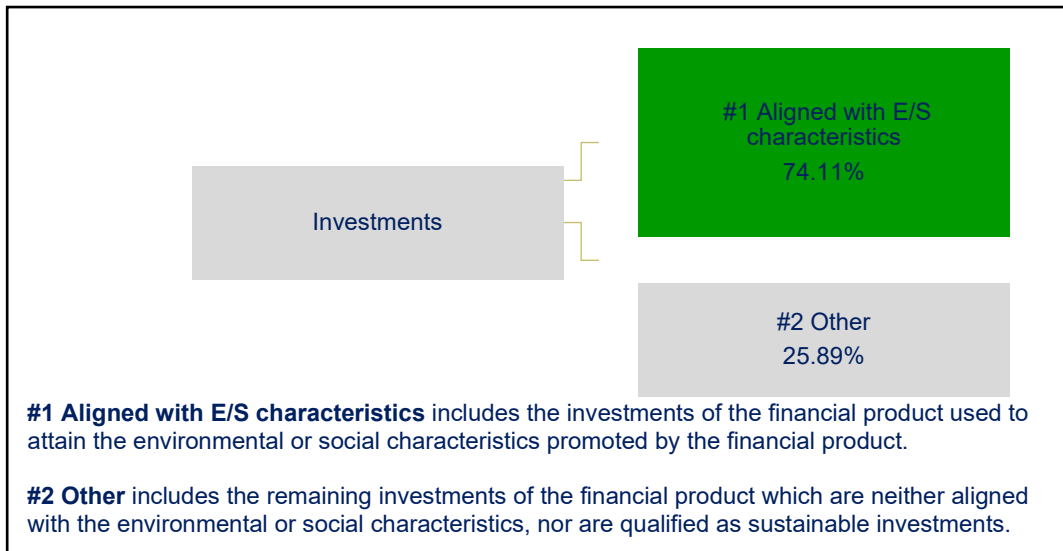 #1 Aligned with E/S
characteristics
74.11%
Investments
#2 Other
25.89%
#1 Aligned with E/S characteristics includes the investments of the financial product used to
attain the environmental or social characteristics promoted by the financial product.
#2 Other includes the remaining investments of the financial product which are neither aligned
with the environmental or social characteristics, nor are qualified as sustainable investments.